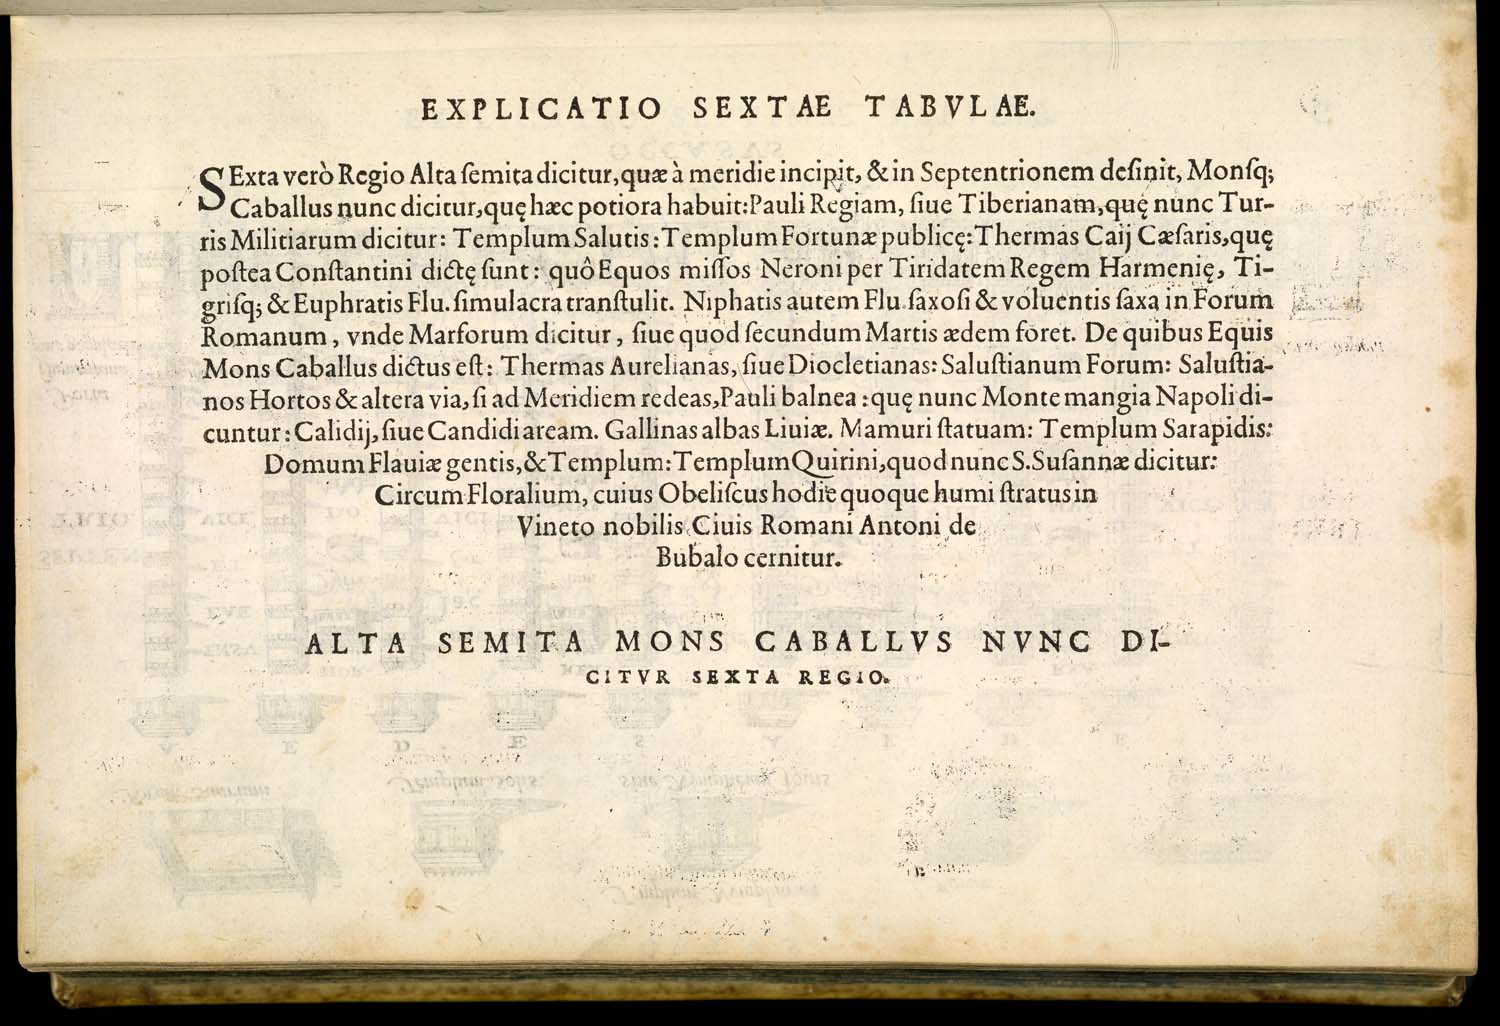 EXPLICATIO SEXTAE TABVLAE.
SExta verò Regio Alta ſemita dicitur, quæ à meridie incipit, & in Septentrionem deſinit, Monſq;
Caballus nunc dicitur, quę hæc potiora habuit: Pauli Regiam, ſiue Tiberianam, quę nunc Tur-
ris Militiarum dicitur: Templum Salutis: Templum Fortunæ publicę: Thermas Caij Cæſaris, quę
poſtea Conſtantini dictę ſunt: quô Equos miſſos Neroni per Tiridatem Regem Harmenię, Ti-
griſq; & Euphratis Flu. ſimulacra tranſtulit. Niphatis autem Flu ſaxoſi & voluentis ſaxa in Forum
Romanum, vnde Marforum dicitur, ſiue quod ſecundum Martis ædem foret. De quibus Equis
Mons Caballus dictus eſt: Thermas Aurelianas, ſiue Diocletianas: Saluſtianum Forum: Saluſtia-
nos Hortos & altera via, ſi ad Meridiem redeas, Pauli balnea: quę nunc Monte mangia Napoli di-
cuntur: Calidij, ſiue Candidi aream. Gallinas albas Liuiæ. Mamuri ſtatuam: Templum Sarapidis:
Domum Flauiæ gentis, & Templum: Templum Quirini, quod nunc S. Suſannæ dicitur:
Circum Floralium, cuius Obeliſcus hodie quoque humi ſtratus in
Vineto nobilis Ciuis Romani Antoni de
Bubalo cernitur.
ALTA SEMITA MONS CABALLVS NVNC DI-
CITVR SEXTA REGIO.